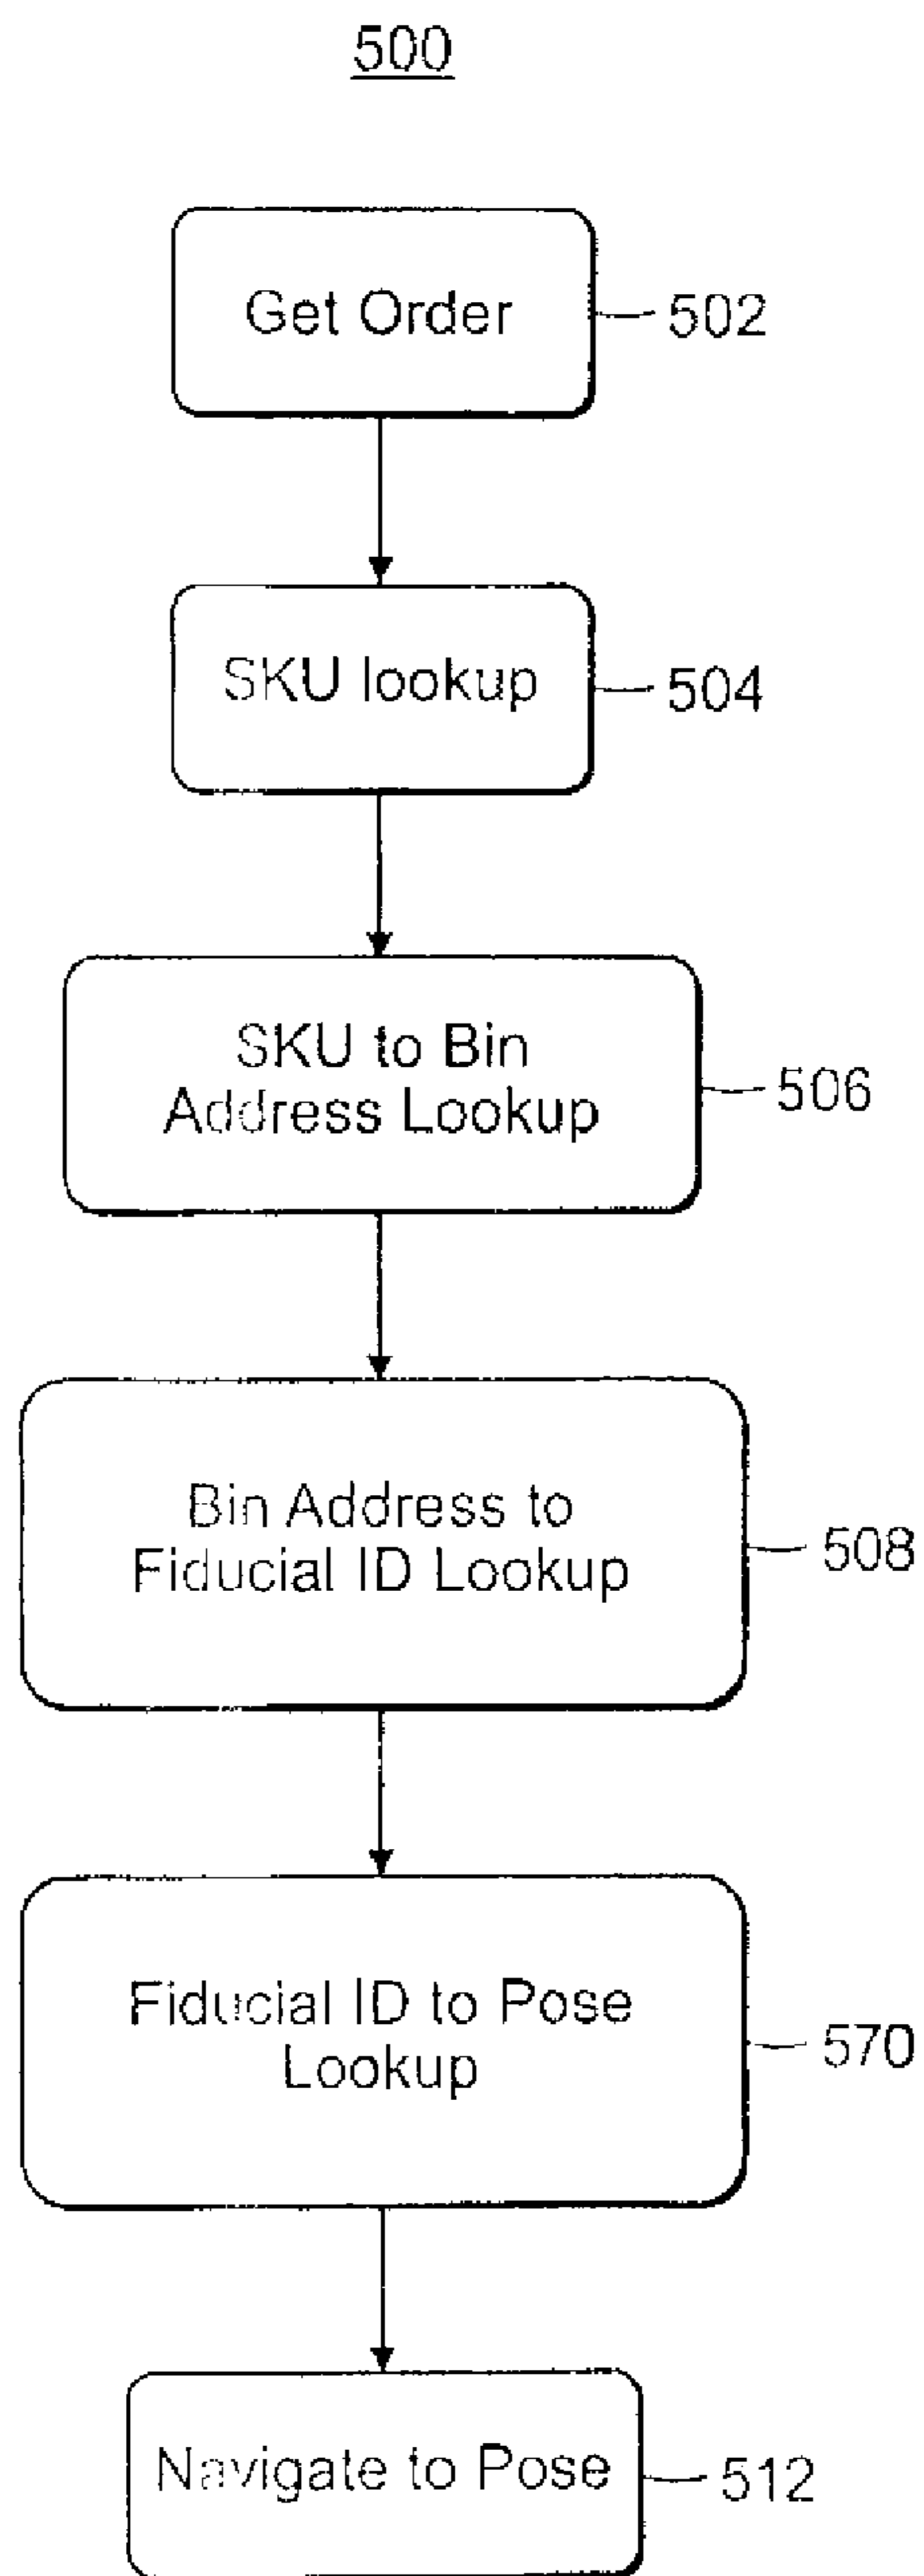 500
Get Order
502
SKU lookup
504
SKU to Bin
Address Lookup
506
Bin Address to
Fiducial ID Lookup
508
Fiducial ID to Pose
Lookup
570
Navigate to Pose
512